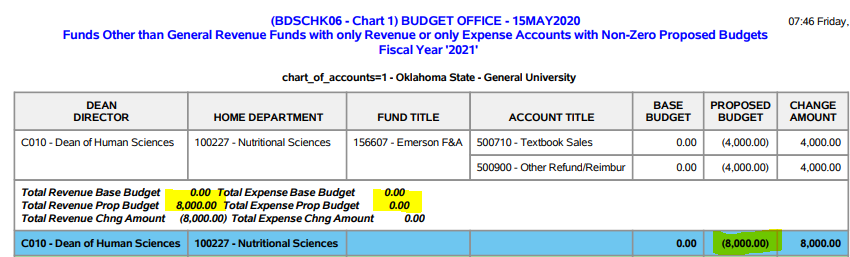 (BDSCHK06 - Chart 1) BUDGET OFFICE - 15MAY2020 07:46 Friday,
Funds Other than General Revenue Funds with only Revenue or only Expense Accounts with Non-Zero Proposed Budgets
Fiscal Year '2021'
chart_of_accounts=1 - Oklahoma State - General University
DEAN DIRECTOR HOME DEPARTMENT FUND TITLE ACCOUNT TITLE BASE BUDGET PROPOSED BUDGET CHANGE AMOUNT
C010 - Dean of Human Sciences 100227 - Nutritional Sciences 156607 - Emerson F&A 500710 - Textbook Sales 0.00 (4,000.00) 4,000.00
500900 - Other Refund/Reimbur 0.00 (4,000.00) 4,000.00
Total Revenue Base Budget 0.00 Total Expense Base Budget 0.00
Total Revenue Prop Budget 8,000.00 Total Expense Prop Budget 0.00
Total Revenue Chng Amount (8,000.00) Total Expense Chng Amount 0.00
C010 - Dean of Human Sciences 100227 - Nutritional Sciences 0.00 (8,000.00) 8,000.00